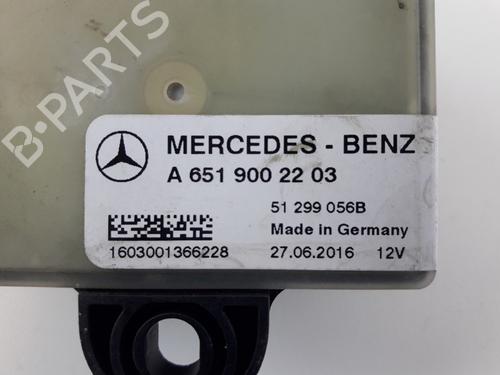 MERCEDES - BENZ
A 651 900 22 03
51 299 056B
Made in Germany
1603001366228 27.06.2016 12V
B-PARTS